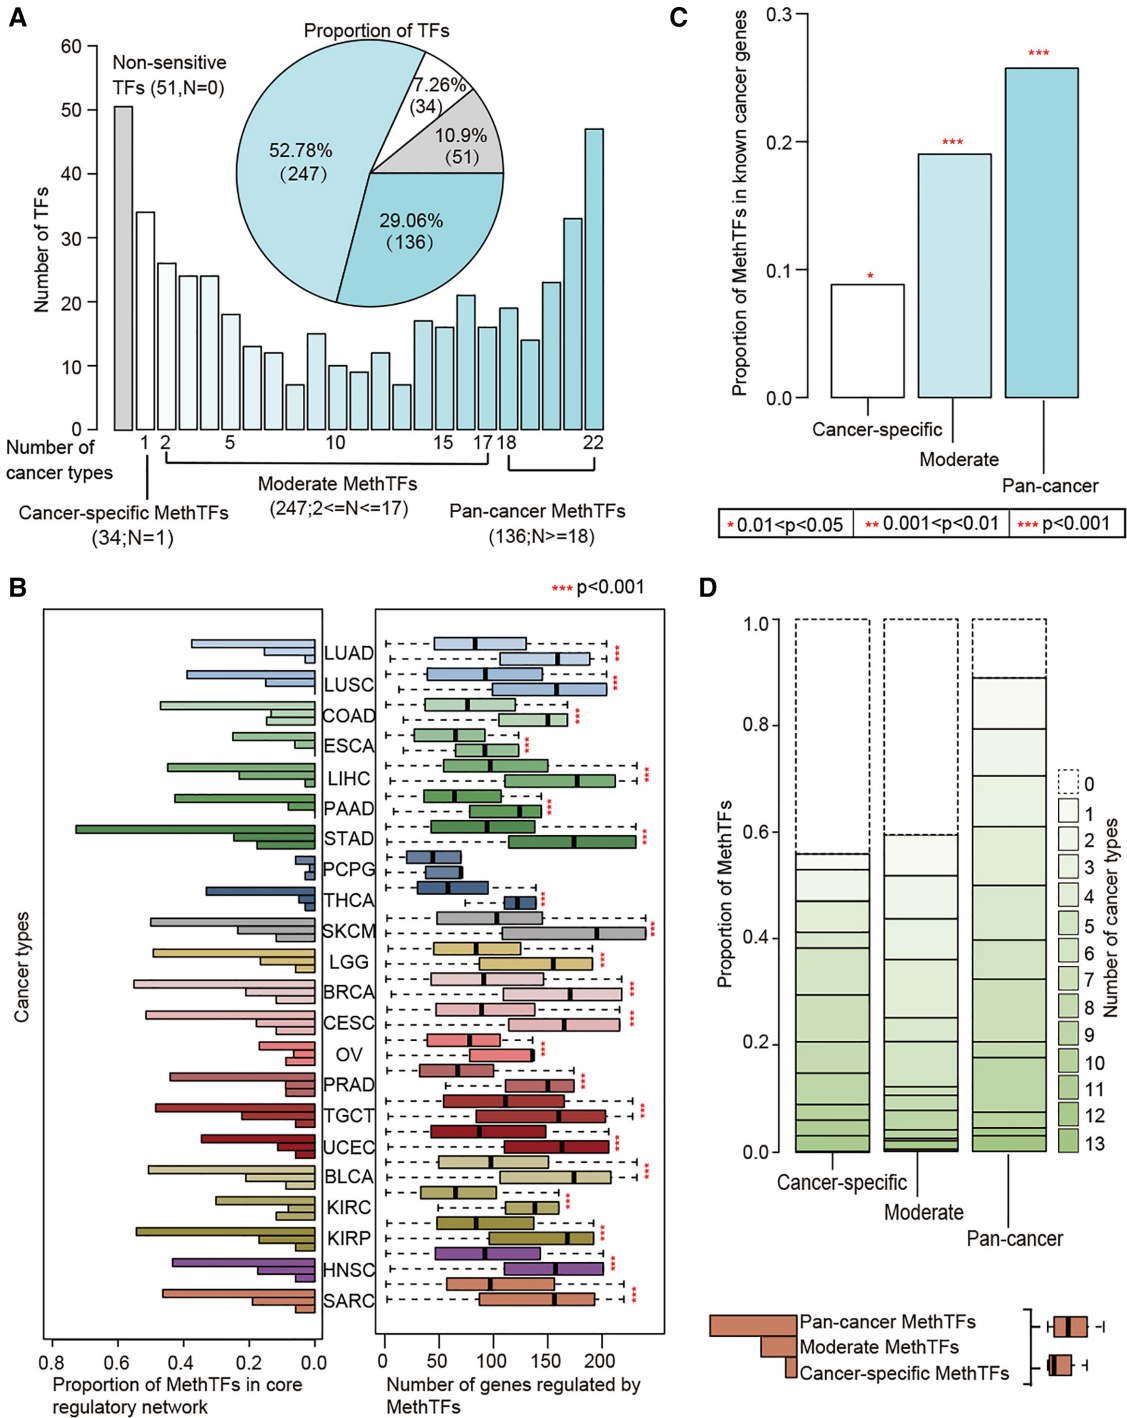 A
Proportion of TFs
Number of TFs
60
50
40
30
20
10
0
Non-sensitive
TFs (51,N=0)
7.26%
(34)
10.9%
(51)
52.78%
(247)
29.06%
(136)
Number of
cancer types
1 2 5 10 15 17 18 22
Cancer-specific MethTFs
(34;N=1)
Moderate MethTFs
(247;2<=N<=17)
Pan-cancer MethTFs
(136;N>=18)
C
Proportion of MethTFs in known cancer genes
0.3
0.2
0.1
0.0
*
***
***
Cancer-specific
Moderate
Pan-cancer
* 0.01<p<0.05
** 0.001<p<0.01
*** p<0.001
B
*** p<0.001
Cancer types
LUAD ***
LUSC ***
COAD ***
ESCA ***
LIHC ***
PAAD ***
STAD ***
PCPG
THCA ***
SKCM ***
LGG ***
BRCA ***
CESC ***
OV ***
PRAD ***
TGCT ***
UCEC ***
BLCA ***
KIRC ***
KIRP ***
HNSC ***
SARC ***
0.8 0.6 0.4 0.2 0.0
Proportion of MethTFs in core
regulatory network
0 50 100 150 200
Number of genes regulated by
MethTFs
D
Proportion of MethTFs
1.0
0.8
0.6
0.4
0.2
0.0
Cancer-specific
Moderate
Pan-cancer
Number of cancer types
0
1
2
3
4
5
6
7
8
9
10
11
12
13
Pan-cancer MethTFs
Moderate MethTFs
Cancer-specific MethTFs